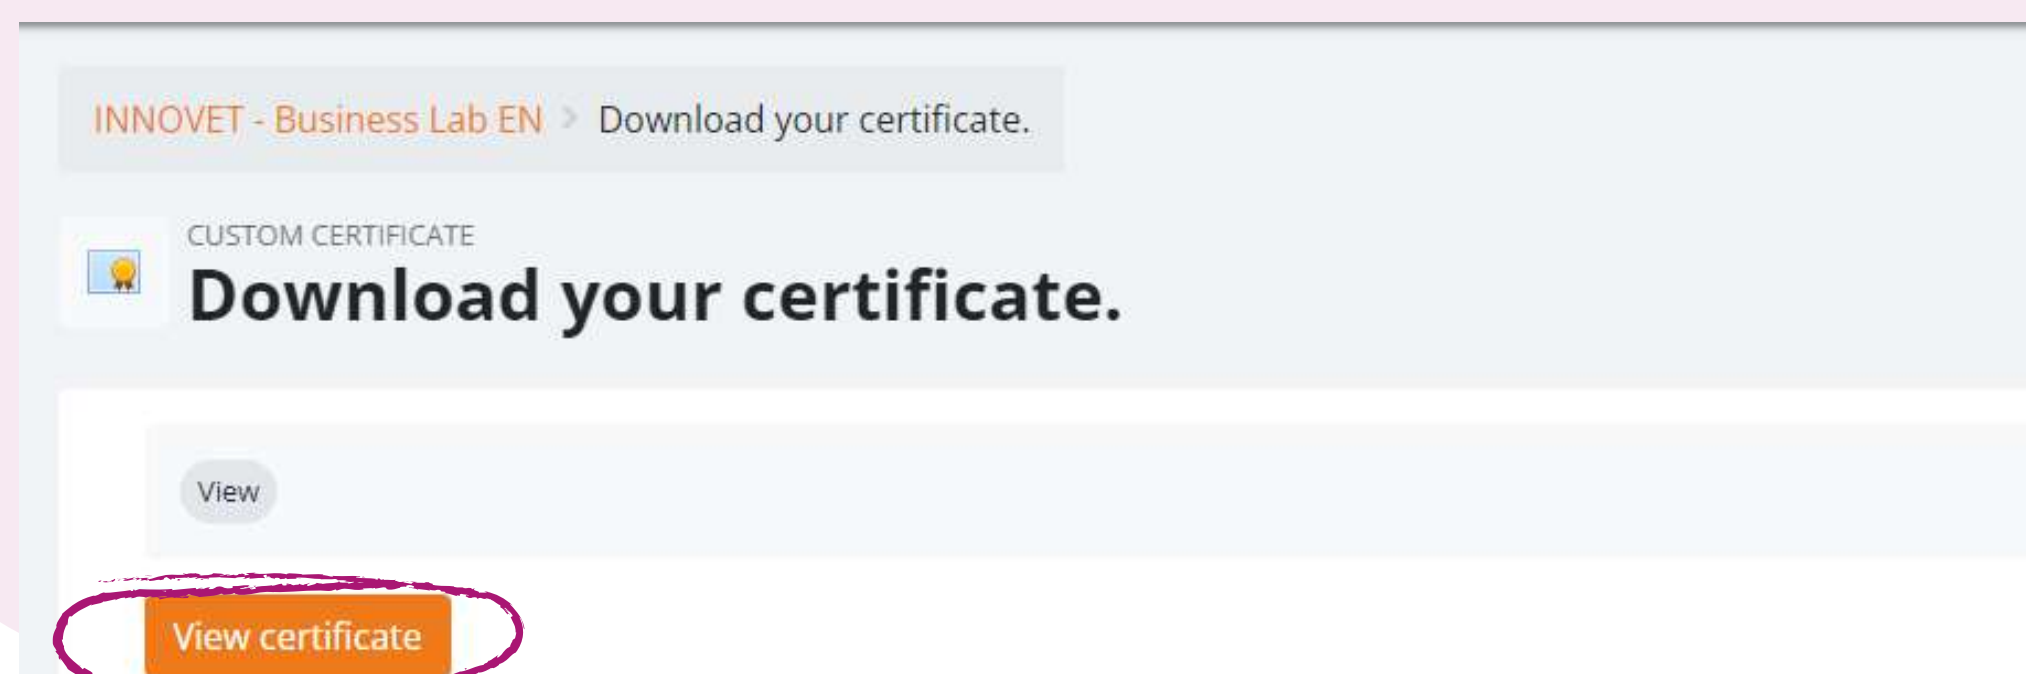 INNOVET - Business Lab EN > Download your certificate.
CUSTOM CERTIFICATE
Download your certificate.
View
View certificate